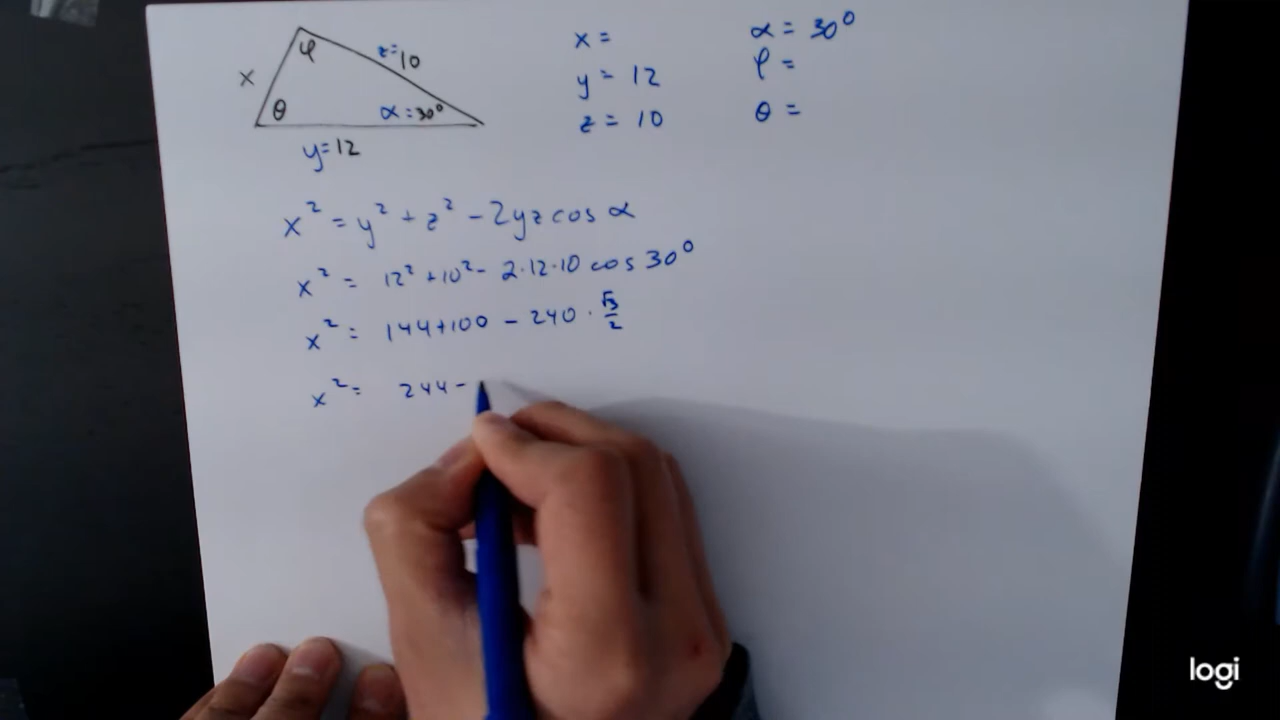 φ
z=10
x
θ
α=30°
y=12
x =
y = 12
z = 10
α = 30°
φ =
θ =
x² = y² + z² - 2yz cos α
x² = 12² + 10² - 2·12·10 cos 30°
x² = 144+100 - 240 · √3/2
x² = 244 -
logi